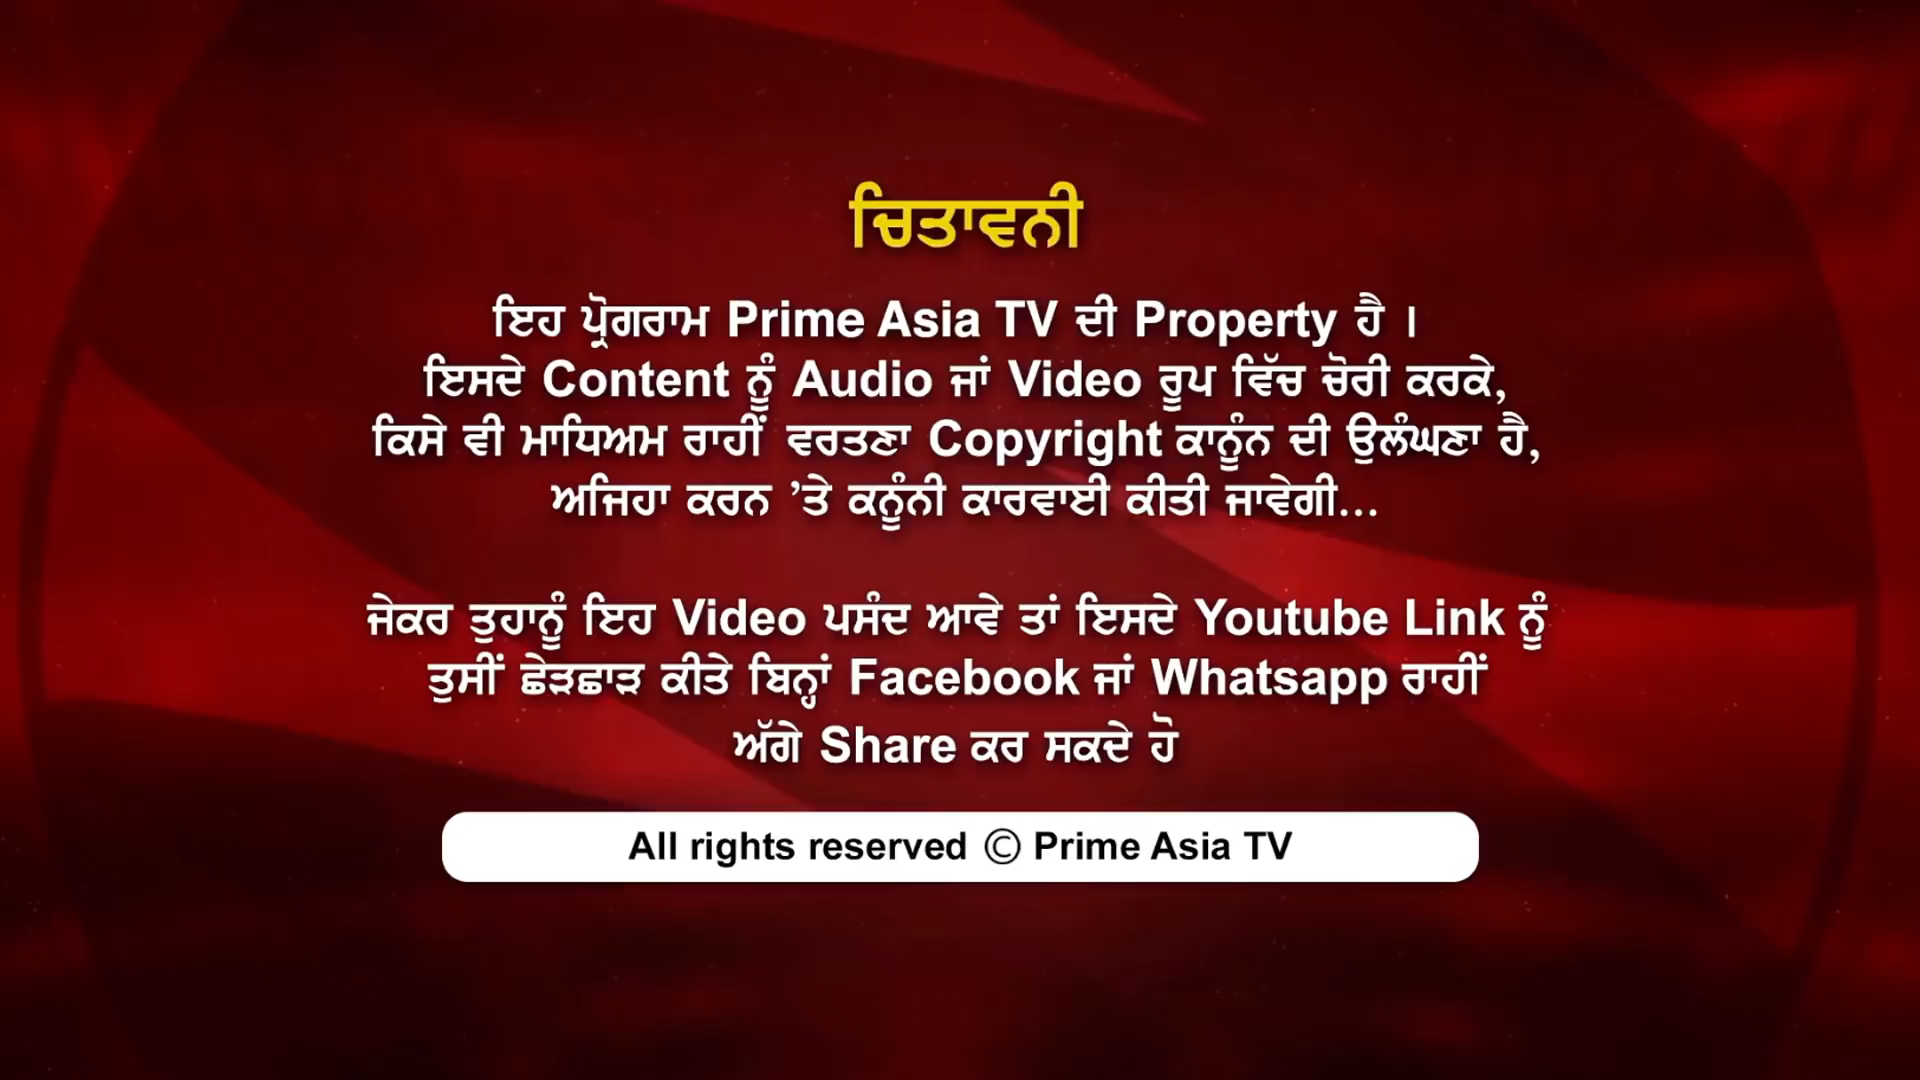 ਚਿਤਾਵਨੀ
ਇਹ ਪ੍ਰੋਗਰਾਮ Prime Asia TV ਦੀ Property ਹੈ ।
ਇਸਦੇ Content ਨੂੰ Audio ਜਾਂ Video ਰੂਪ ਵਿੱਚ ਚੋਰੀ ਕਰਕੇ,
ਕਿਸੇ ਵੀ ਮਾਧਿਅਮ ਰਾਹੀਂ ਵਰਤਣਾ Copyright ਕਾਨੂੰਨ ਦੀ ਉਲੰਘਣਾ ਹੈ,
ਅਜਿਹਾ ਕਰਨ ’ਤੇ ਕਨੂੰਨੀ ਕਾਰਵਾਈ ਕੀਤੀ ਜਾਵੇਗੀ...
ਜੇਕਰ ਤੁਹਾਨੂੰ ਇਹ Video ਪਸੰਦ ਆਵੇ ਤਾਂ ਇਸਦੇ Youtube Link ਨੂੰ
ਤੁਸੀਂ ਛੇੜਛਾੜ ਕੀਤੇ ਬਿਨ੍ਹਾਂ Facebook ਜਾਂ Whatsapp ਰਾਹੀਂ
ਅੱਗੇ Share ਕਰ ਸਕਦੇ ਹੋ
All rights reserved © Prime Asia TV